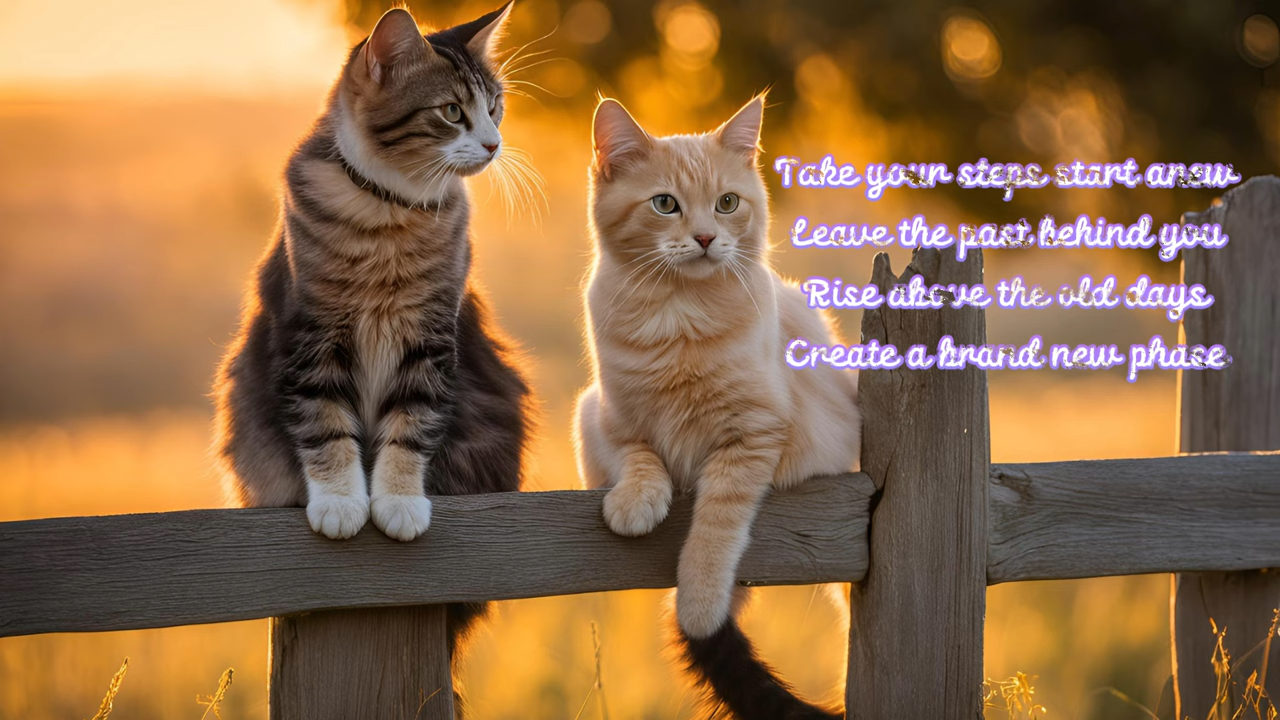 Take your steps start anew
Leave the past behind you
Rise above the old days
Create a brand new phase